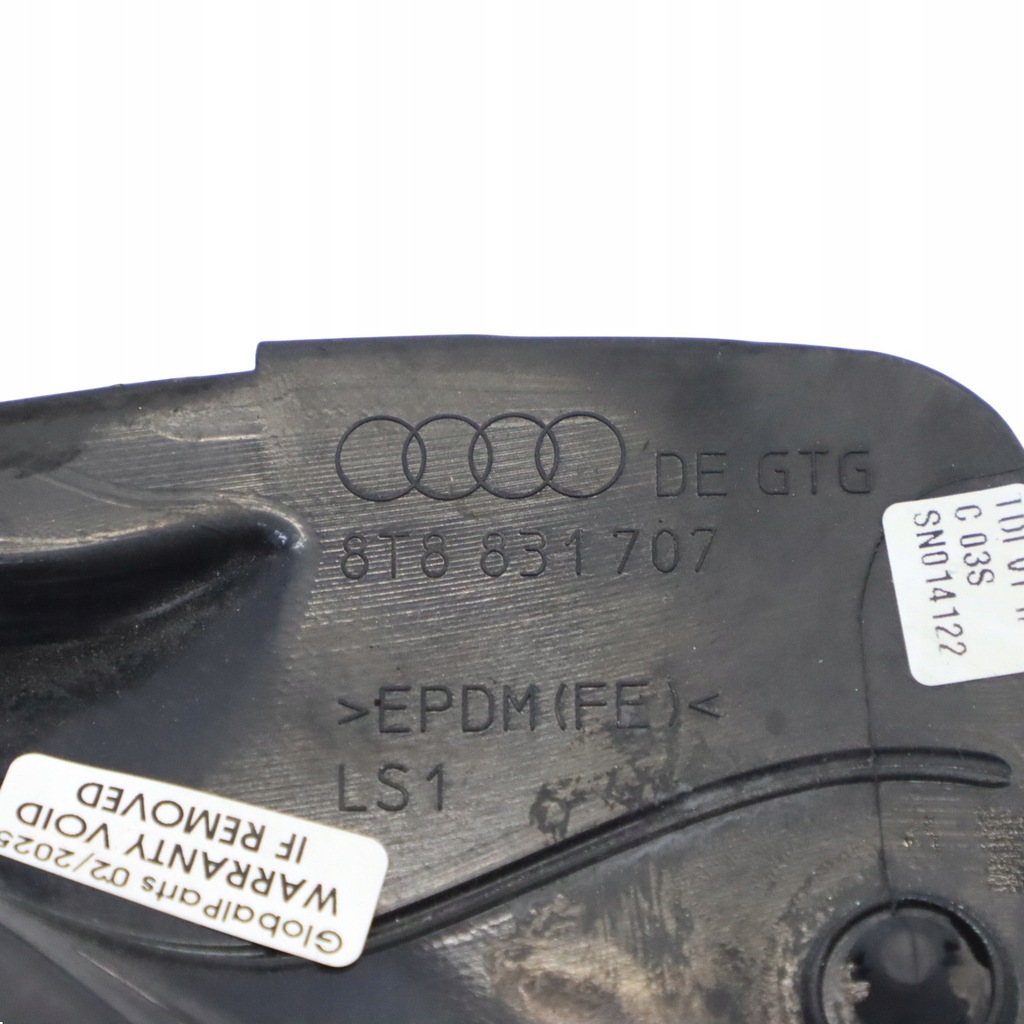 DE GTG
8T8 831 707
>EPDM(FE)<
LS1
C 03S
SN014122
GlobalParts 02/2025
WARRANTY VOID
IF REMOVED